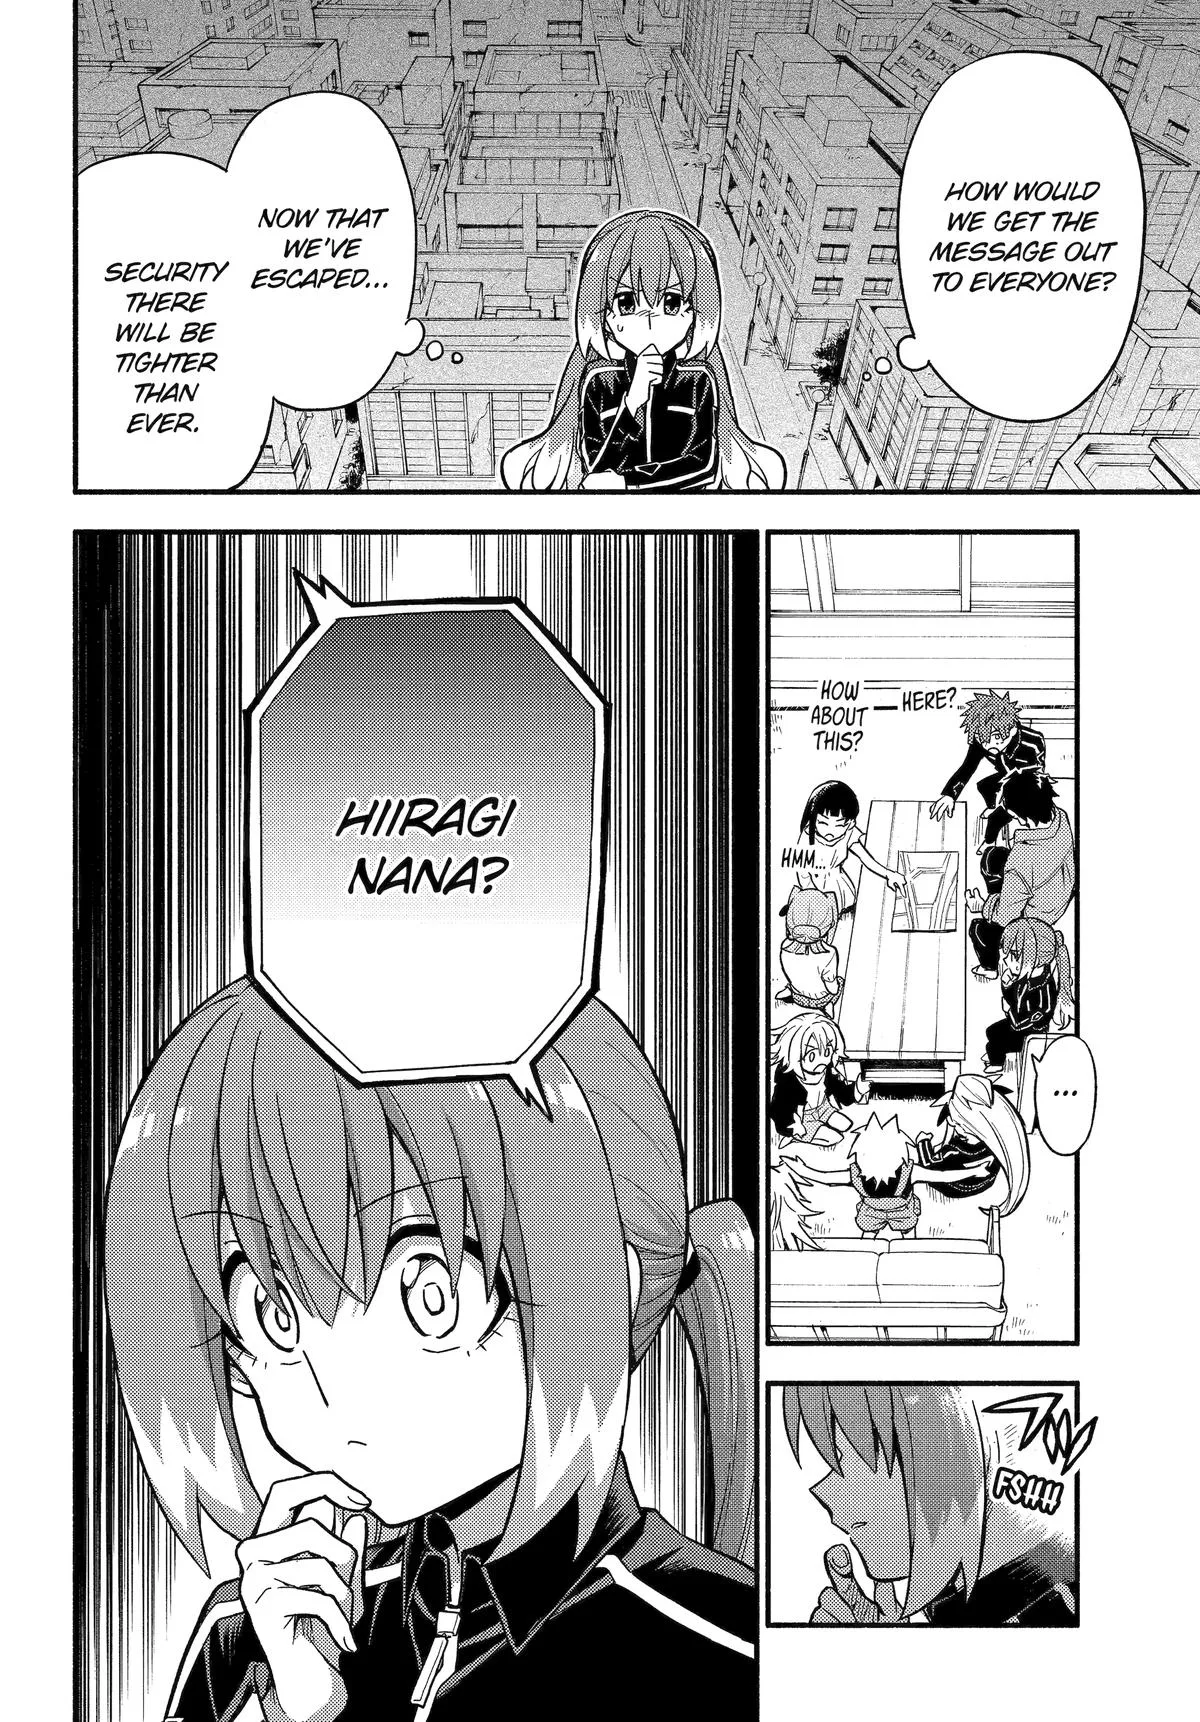 HOW WOULD
WE GET THE
MESSAGE OUT
TO EVERYONE?
NOW THAT
WE'VE
ESCAPED...
SECURITY
THERE
WILL BE
TIGHTER
THAN
EVER.
HERE?
HOW
ABOUT
THIS?
HMM...
...
FSHH
HIIRAGI
NANA?